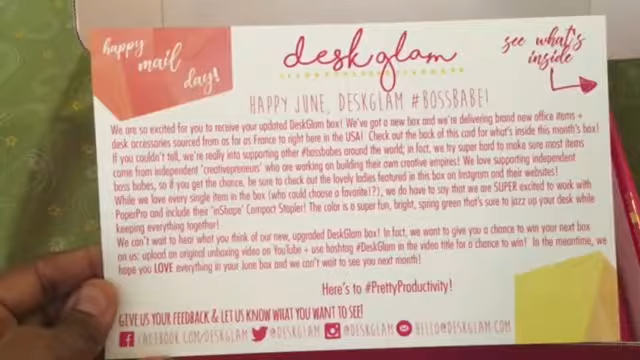 happy
mail
day!
deskglam
see what's
inside
HAPPY JUNE, DESKGLAM #BOSSBABE!
We are so excited for you to receive your updated DeskGlam box! We've got a new box and we're delivering brand new office items +
desk accessories sourced from as far as France to right here in the USA! Check out the back of this card for what's inside this month's box!
If you couldn't tell, we're really into supporting other #bossbabes around the world; in fact, we try super hard to make sure most items
come from independent "creativepreneurs" who are working on building their own creative empires! We love supporting independent
boss babes, so if you get the chance, be sure to check out the lovely ladies featured in this box on Instagram and their websites!
While we love every single item in the box (who could choose a favorite!?), we do have to say that we are SUPER excited to work with
PaperPro and include their "inShape" Compact Stapler! The color is a super fun, bright, spring green that's sure to jazz up your desk while
keeping everything together!
We can't wait to hear what you think of our new, upgraded DeskGlam box! In fact, we want to give you a chance to win your next box
on us: upload an original unboxing video on YouTube + use hashtag #DeskGlam in the video title for a chance to win! In the meantime, we
hope you LOVE everything in your June box and we can't wait to see you next month!
Here's to #PrettyProductivity!
GIVE US YOUR FEEDBACK & LET US KNOW WHAT YOU WANT TO SEE!
FACEBOOK.COM/DESKGLAM @DESKGLAM @DESKGLAM HELLO@DESKGLAM.COM